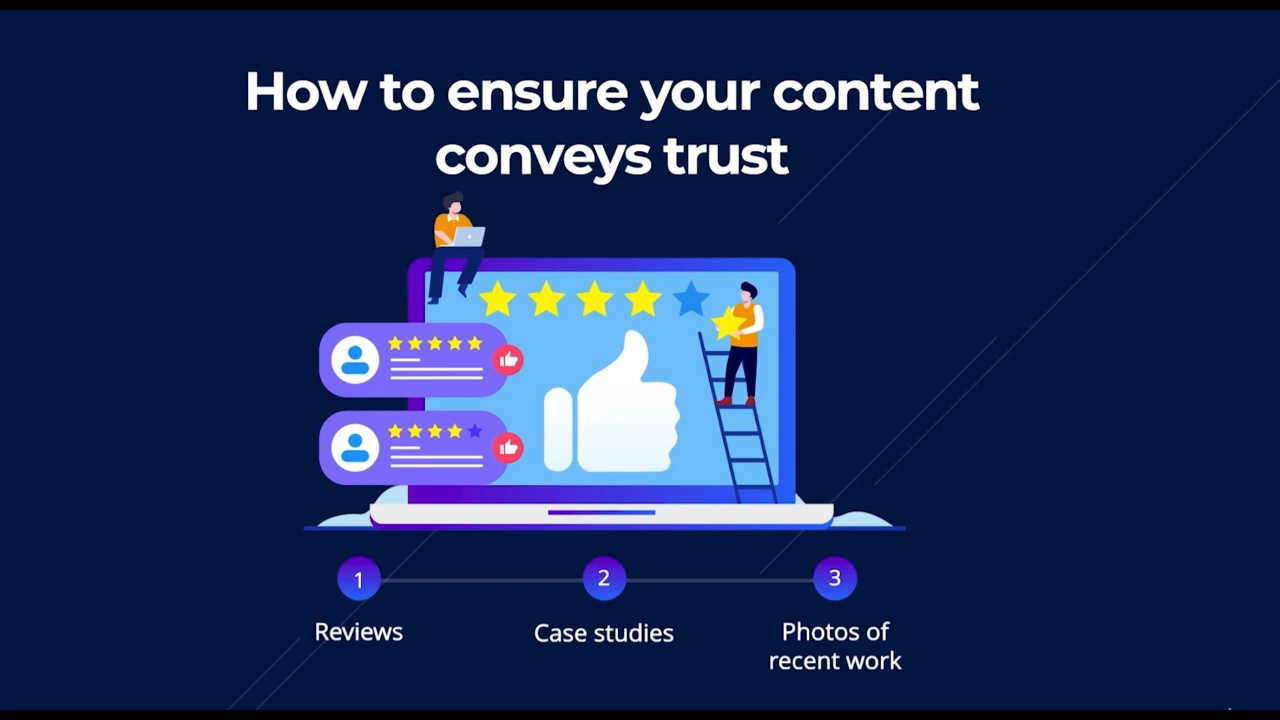 How to ensure your content
conveys trust
1
2
3
Reviews
Case studies
Photos of
recent work